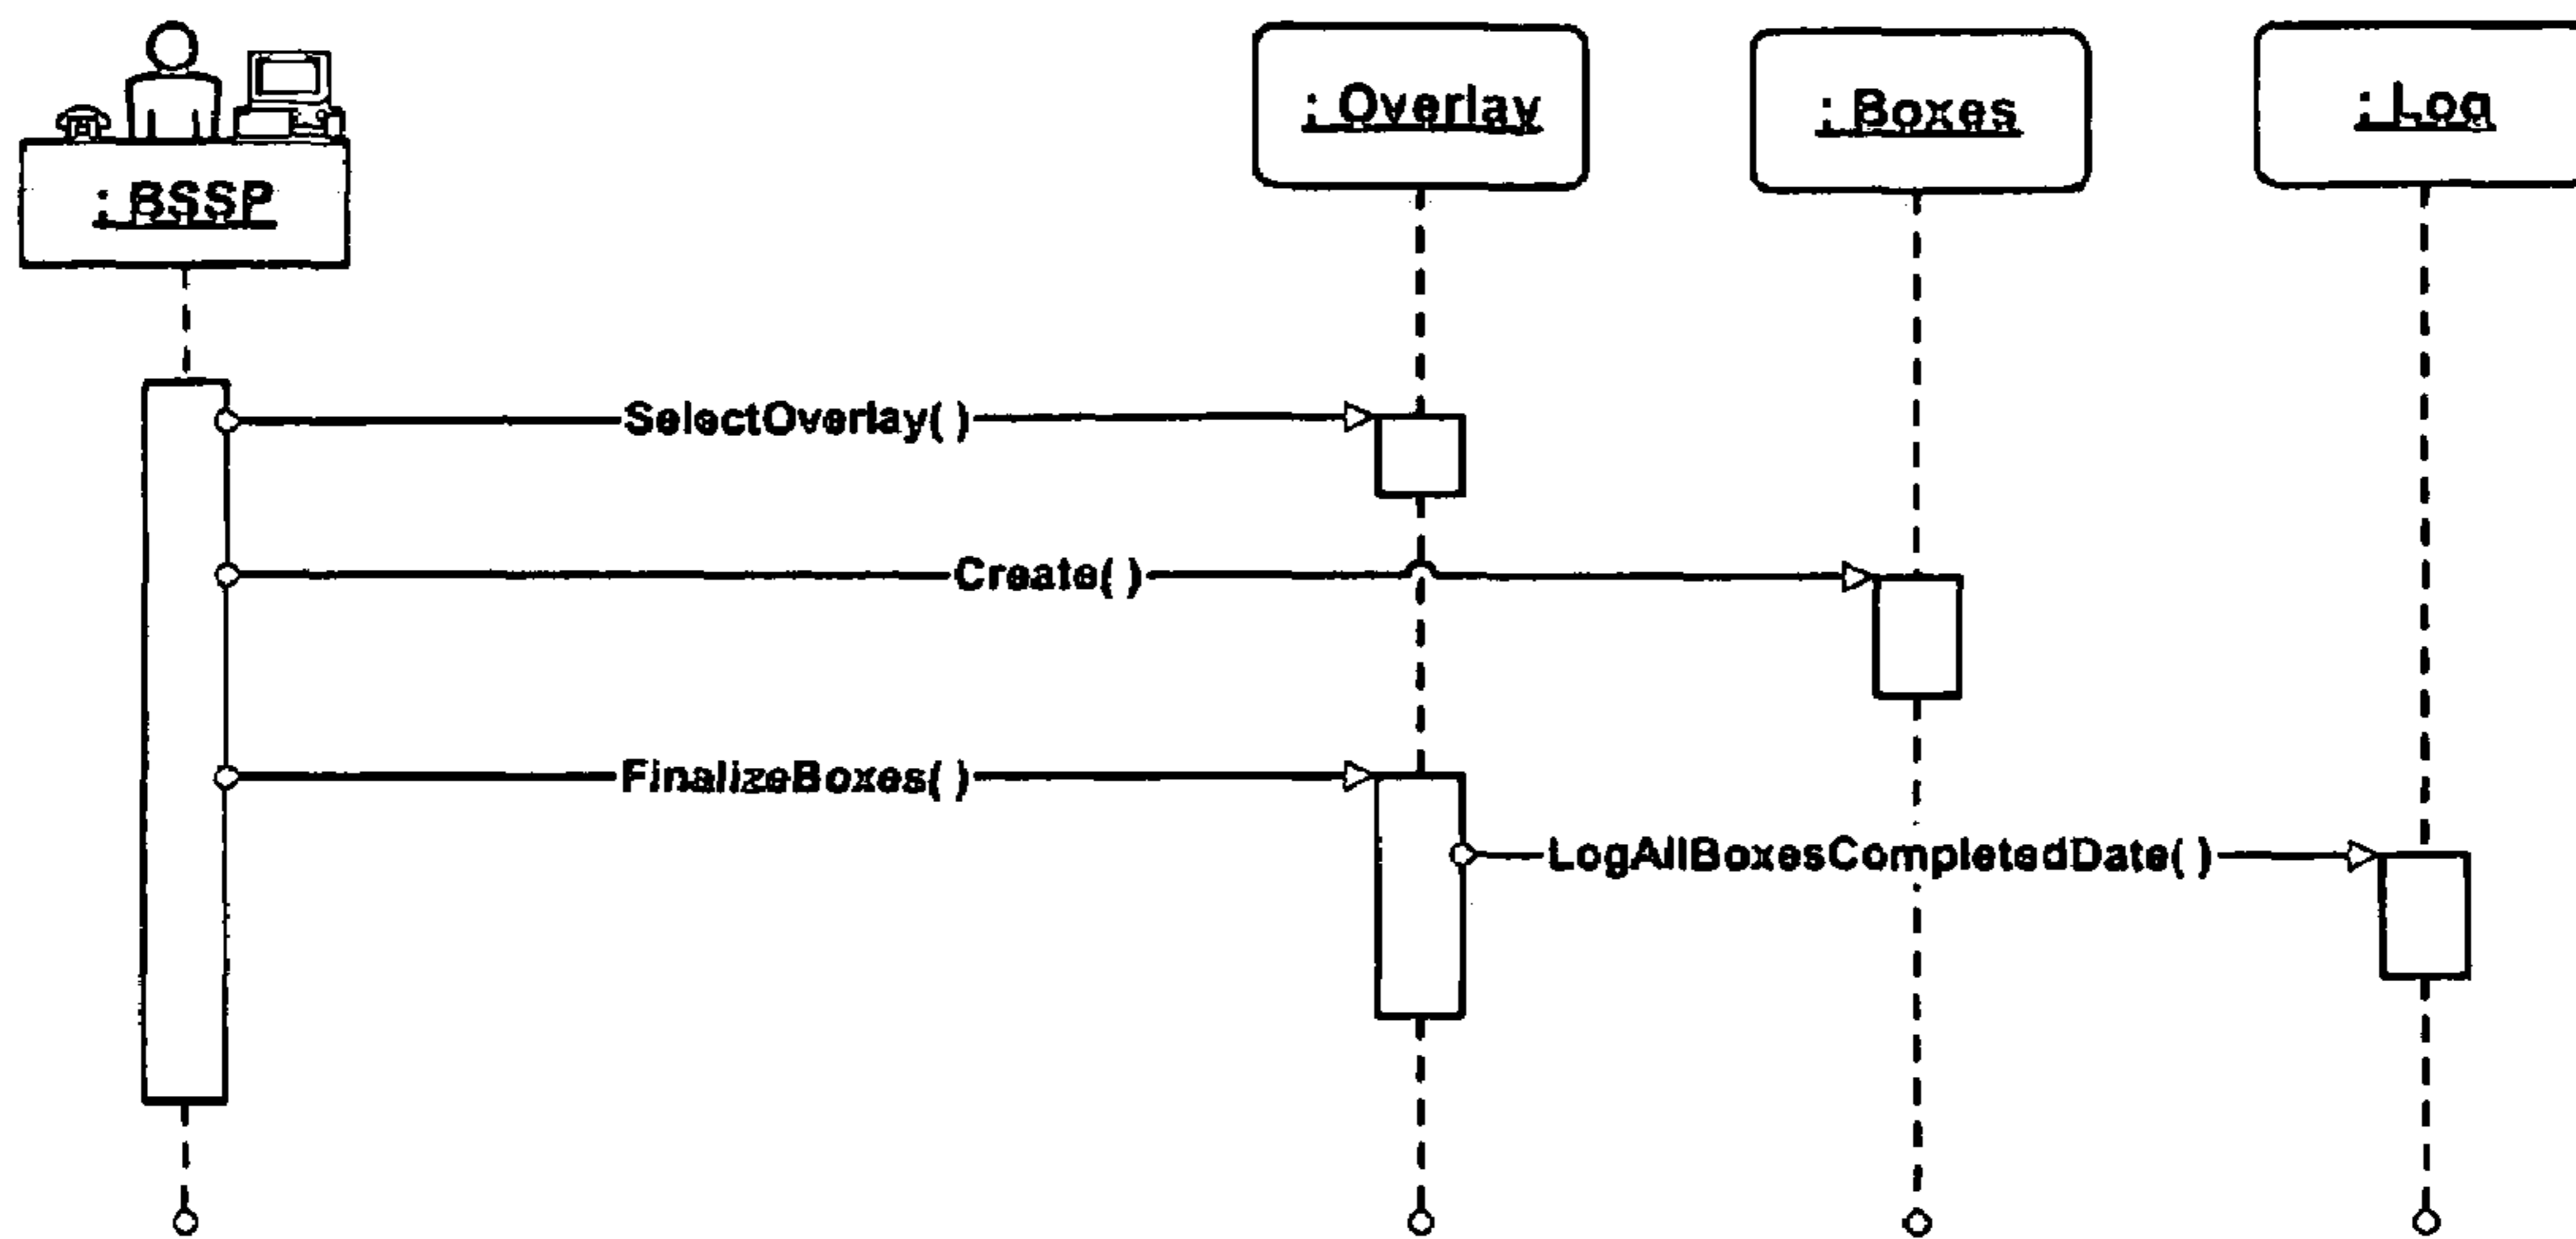 : Overlay
: Boxes
: Log
: BSSP
SelectOverlay( )
Create( )
FinalizeBoxes( )
LogAllBoxesCompletedDate( )